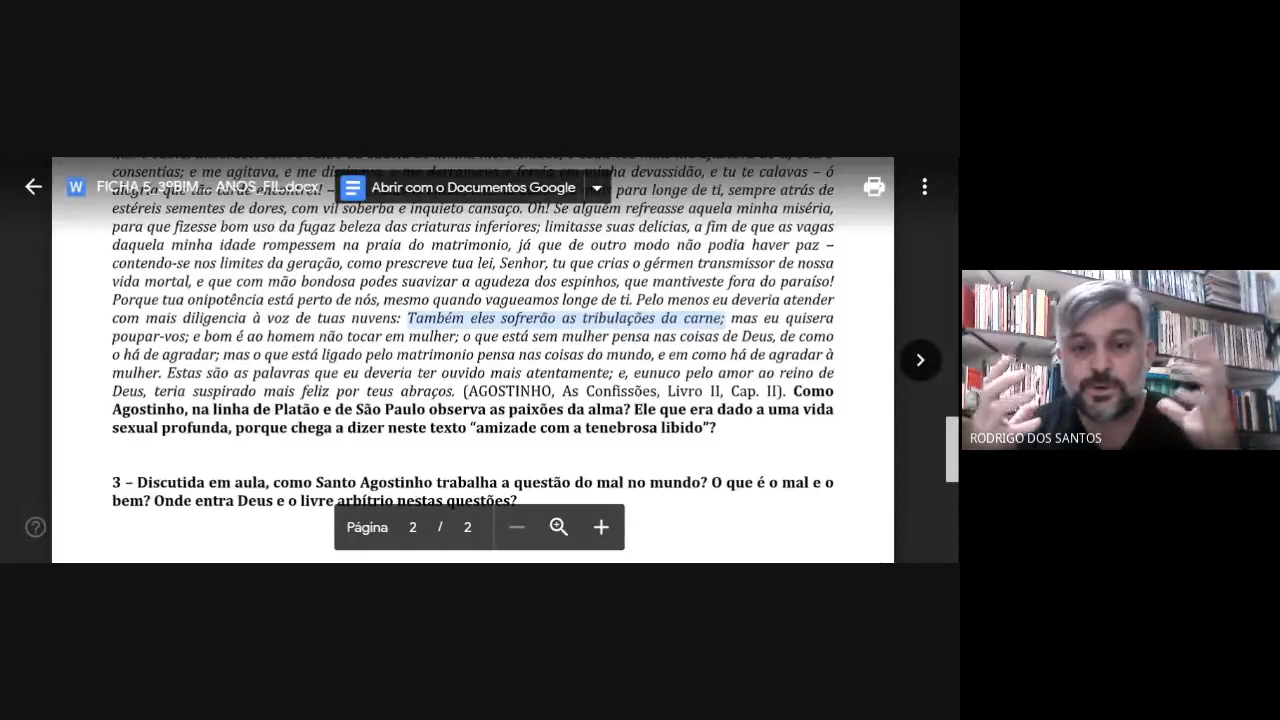 consentias; e me agitava, e me
FICHA 5_39BIM_-_ANOS_FIL.docx
Abrir com o Documentos Google
para longe de ti, sempre atrás de
estéreis sementes de dores, com vil soberba e inquieto cansaço. Oh! Se alguém refreasse aquela minha miséria,
para que fizesse bom uso da fugaz beleza das criaturas inferiores; limitasse suas delicias, a fim de que as vagas
daquela minha idade rompessem na praia do matrimonio, já que de outro modo não podia haver paz –
contendo-se nos limites da geração, como prescreve tua lei, Senhor, tu que crias o gérmen transmissor de nossa
vida mortal, e que com mão bondosa podes suavizar a agudeza dos espinhos, que mantiveste fora do paraíso!
Porque tua onipotência está perto de nós, mesmo quando vagueamos longe de ti. Pelo menos eu deveria atender
com mais diligencia à voz de tuas nuvens: Também eles sofrerão as tribulações da carne; mas eu quisera
poupar-vos; e bom é ao homem não tocar em mulher; o que está sem mulher pensa nas coisas de Deus, de como
o há de agradar; mas o que está ligado pelo matrimonio pensa nas coisas do mundo, e em como há de agradar à
mulher. Estas são as palavras que eu deveria ter ouvido mais atentamente; e, eunuco pelo amor ao reino de
Deus, teria suspirado mais feliz por teus abraços. (AGOSTINHO, As Confissões, Livro II, Cap. II). Como
Agostinho, na linha de Platão e de São Paulo observa as paixões da alma? Ele que era dado a uma vida
sexual profunda, porque chega a dizer neste texto “amizade com a tenebrosa libido”?
3 – Discutida em aula, como Santo Agostinho trabalha a questão do mal no mundo? O que é o mal e o
bem? Onde entra Deus e o livre arbítrio nestas questões?
Página 2 / 2
RODRIGO DOS SANTOS